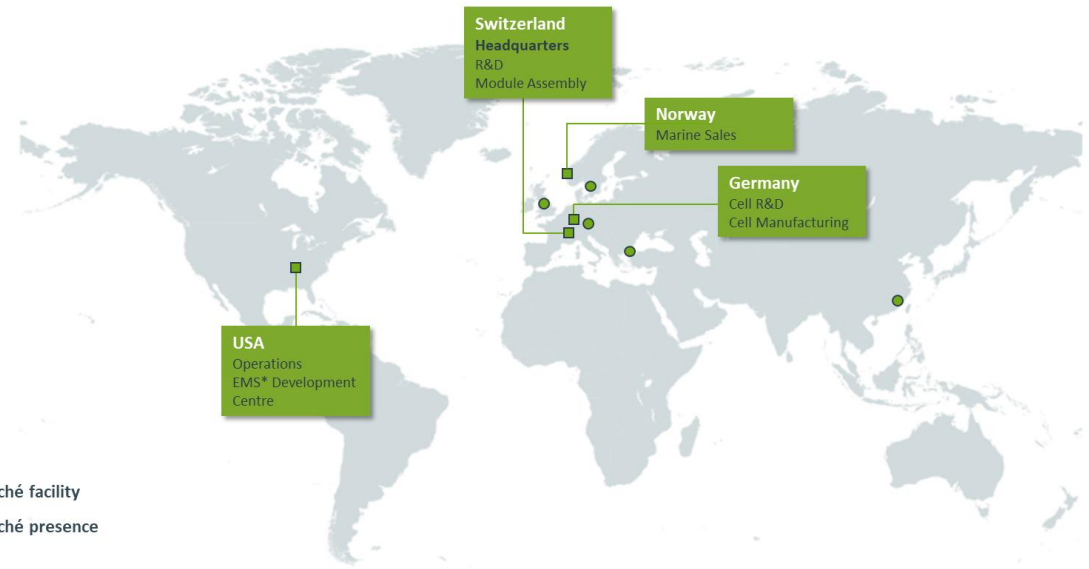 Switzerland
Headquarters
R&D
Module Assembly
Norway
Marine Sales
Germany
Cell R&D
Cell Manufacturing
USA
Operations
EMS* Development
Centre
ché facility
ché presence